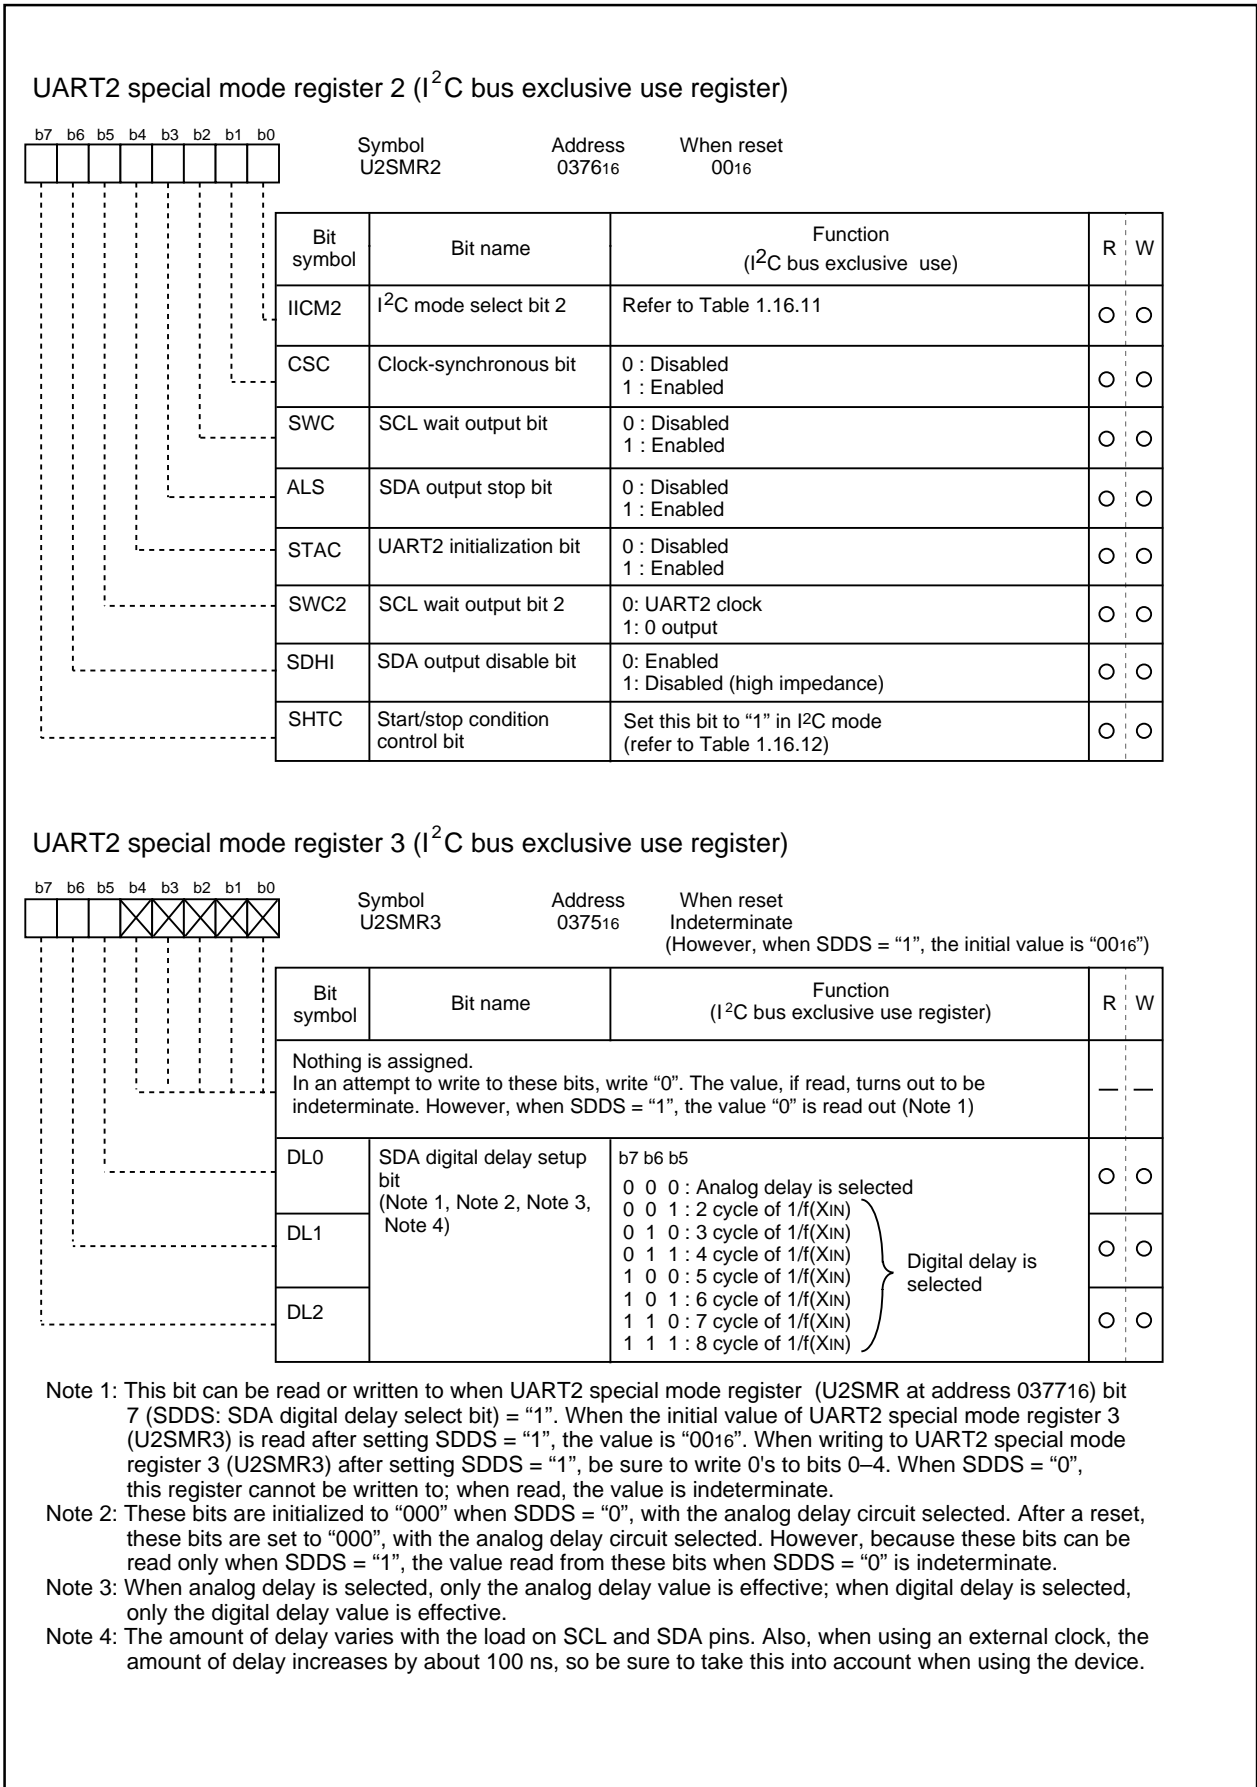 UART2 special mode register 2 (I²C bus exclusive use register)
b7 b6 b5 b4 b3 b2 b1 b0
Symbol Address When reset
U2SMR2 037616 0016
Bit symbol Bit name Function (I²C bus exclusive use) R W
IICM2 I²C mode select bit 2 Refer to Table 1.16.11
CSC Clock-synchronous bit 0 : Disabled
1 : Enabled
SWC SCL wait output bit 0 : Disabled
1 : Enabled
ALS SDA output stop bit 0 : Disabled
1 : Enabled
STAC UART2 initialization bit 0 : Disabled
1 : Enabled
SWC2 SCL wait output bit 2 0: UART2 clock
1: 0 output
SDHI SDA output disable bit 0: Enabled
1: Disabled (high impedance)
SHTC Start/stop condition Set this bit to “1” in I²C mode
control bit (refer to Table 1.16.12)
UART2 special mode register 3 (I²C bus exclusive use register)
b7 b6 b5 b4 b3 b2 b1 b0
Symbol Address When reset
U2SMR3 037516 Indeterminate
(However, when SDDS = “1”, the initial value is “0016”)
Bit symbol Bit name Function (I²C bus exclusive use register) R W
Nothing is assigned.
In an attempt to write to these bits, write “0”. The value, if read, turns out to be
indeterminate. However, when SDDS = “1”, the value “0” is read out (Note 1)
— —
DL0 SDA digital delay setup
bit
(Note 1, Note 2, Note 3,
Note 4)
DL1
DL2
b7 b6 b5
0 0 0 : Analog delay is selected
0 0 1 : 2 cycle of 1/f(XIN)
0 1 0 : 3 cycle of 1/f(XIN)
0 1 1 : 4 cycle of 1/f(XIN)
1 0 0 : 5 cycle of 1/f(XIN)
1 0 1 : 6 cycle of 1/f(XIN)
1 1 0 : 7 cycle of 1/f(XIN)
1 1 1 : 8 cycle of 1/f(XIN)
Digital delay is
selected
Note 1: This bit can be read or written to when UART2 special mode register (U2SMR at address 037716) bit
7 (SDDS: SDA digital delay select bit) = “1”. When the initial value of UART2 special mode register 3
(U2SMR3) is read after setting SDDS = “1”, the value is “0016”. When writing to UART2 special mode
register 3 (U2SMR3) after setting SDDS = “1”, be sure to write 0's to bits 0–4. When SDDS = “0”,
this register cannot be written to; when read, the value is indeterminate.
Note 2: These bits are initialized to “000” when SDDS = “0”, with the analog delay circuit selected. After a reset,
these bits are set to “000”, with the analog delay circuit selected. However, because these bits can be
read only when SDDS = “1”, the value read from these bits when SDDS = “0” is indeterminate.
Note 3: When analog delay is selected, only the analog delay value is effective; when digital delay is selected,
only the digital delay value is effective.
Note 4: The amount of delay varies with the load on SCL and SDA pins. Also, when using an external clock, the
amount of delay increases by about 100 ns, so be sure to take this into account when using the device.